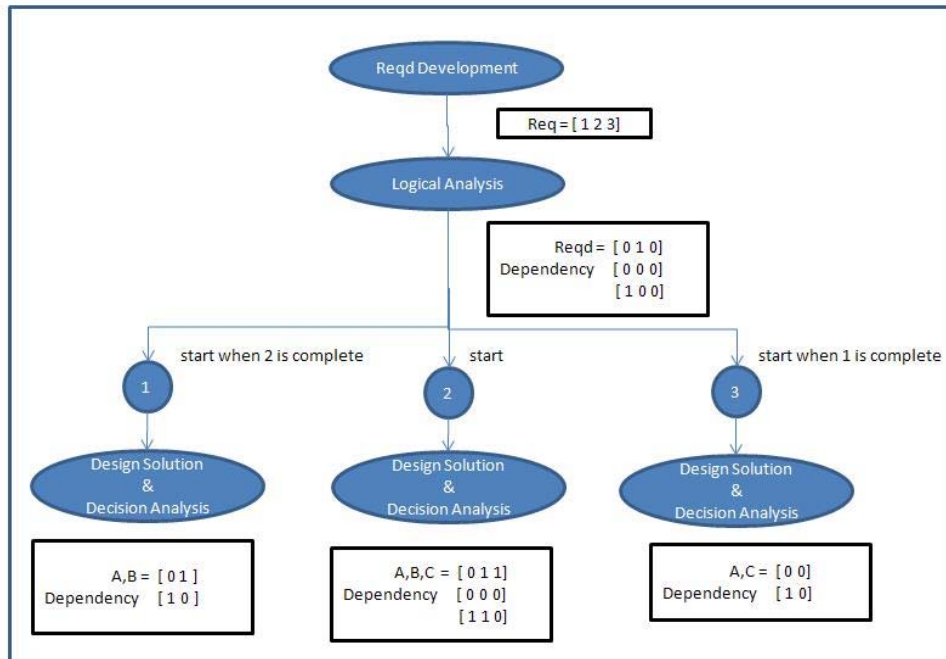 Reqd Development
Req = [ 1 2 3]
Logical Analysis
Reqd = [ 0 1 0]
Dependency [ 0 0 0]
[ 1 0 0]
start when 2 is complete
start
start when 1 is complete
1
2
3
Design Solution
&
Decision Analysis
Design Solution
&
Decision Analysis
Design Solution
&
Decision Analysis
A,B = [ 0 1 ]
Dependency [ 1 0 ]
A,B,C = [ 0 1 1]
Dependency [ 0 0 0]
[ 1 1 0]
A,C = [ 0 0]
Dependency [ 1 0]